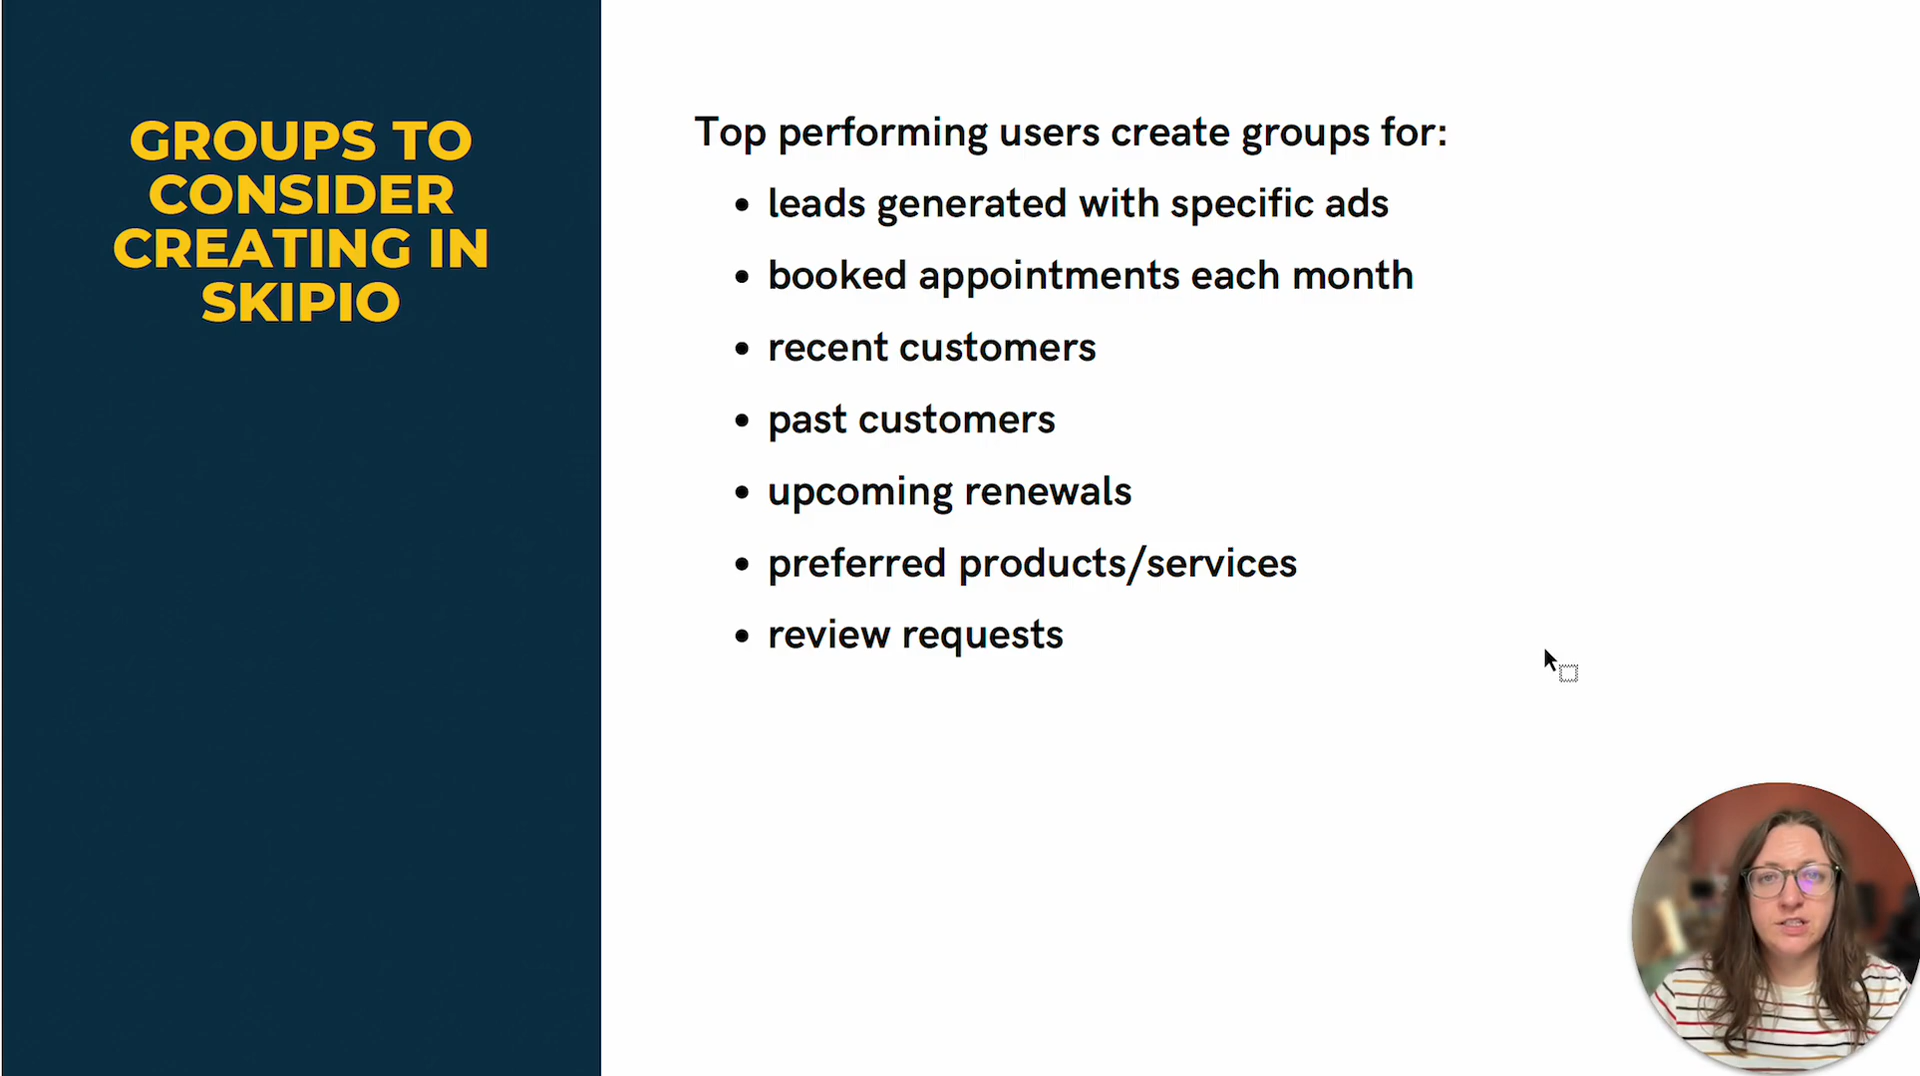 GROUPS TO
CONSIDER
CREATING IN
SKIPIO
Top performing users create groups for:
• leads generated with specific ads
• booked appointments each month
• recent customers
• past customers
• upcoming renewals
• preferred products/services
• review requests